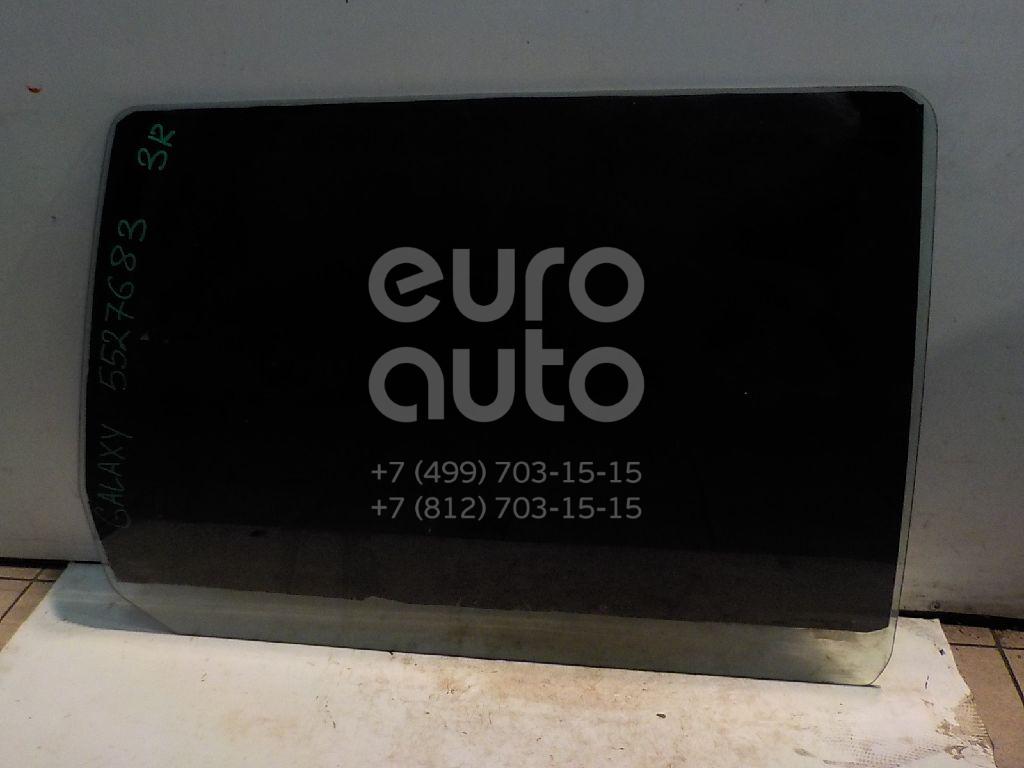 GALAXY 5527683 3R
euro
auto
+7 (499) 703-15-15
+7 (812) 703-15-15